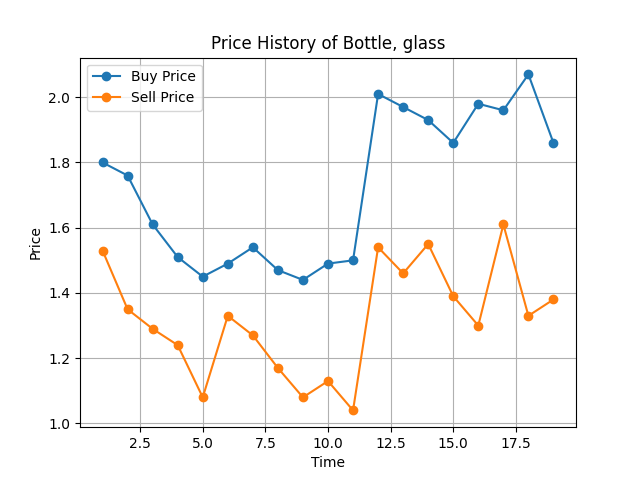 Price History of Bottle, glass
Buy Price
Sell Price
Price
2.0
1.8
1.6
1.4
1.2
1.0
2.5 5.0 7.5 10.0 12.5 15.0 17.5
Time